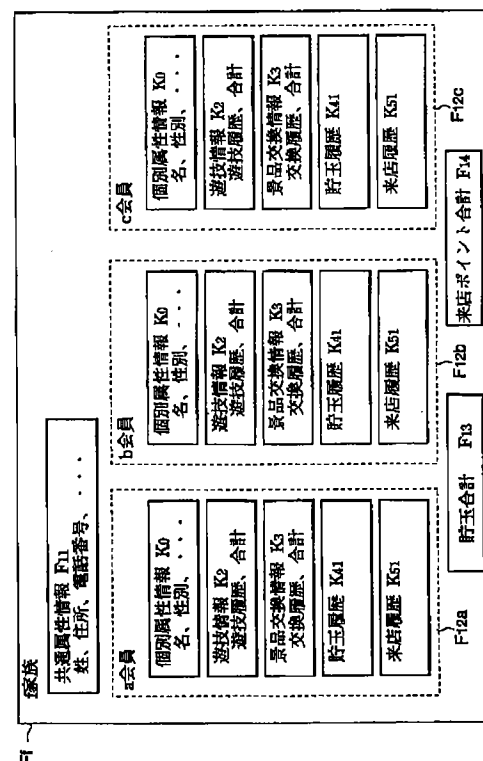 Ff
f家族
共通属性情報 F11
姓、住所、電話番号、・・・
a会員
個別属性情報 K0
名、性別、・・・
遊技情報 K2
遊技履歴、合計
景品交換情報 K3
交換履歴、合計
貯玉履歴 K41
来店履歴 K51
F12a
b会員
個別属性情報 K0
名、性別、・・・
遊技情報 K2
遊技履歴、合計
景品交換情報 K3
交換履歴、合計
貯玉履歴 K41
来店履歴 K51
F12b
c会員
個別属性情報 K0
名、性別、・・・
遊技情報 K2
遊技履歴、合計
景品交換情報 K3
交換履歴、合計
貯玉履歴 K41
来店履歴 K51
F12c
貯玉合計 F13
来店ポイント合計 F14